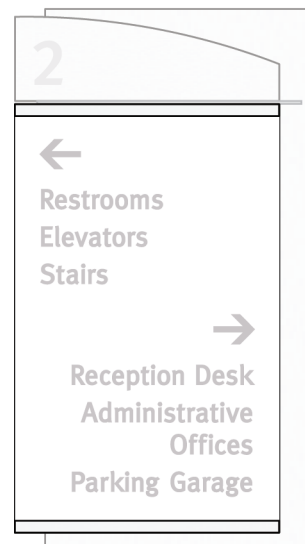 2
←
Restrooms
Elevators
Stairs
→
Reception Desk
Administrative
Offices
Parking Garage